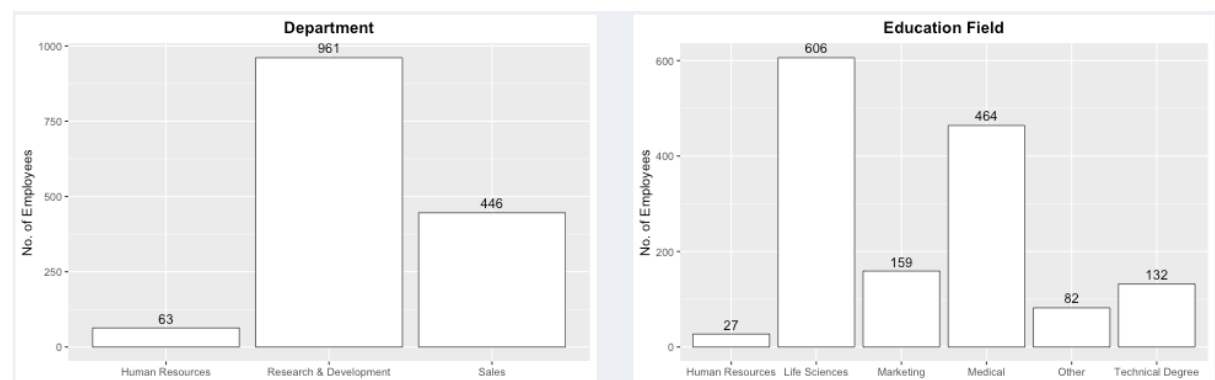 Department
No. of Employees
1000
750
500
250
0
63
961
446
Human Resources
Research & Development
Sales
Education Field
No. of Employees
600
400
200
0
27
606
159
464
82
132
Human Resources
Life Sciences
Marketing
Medical
Other
Technical Degree